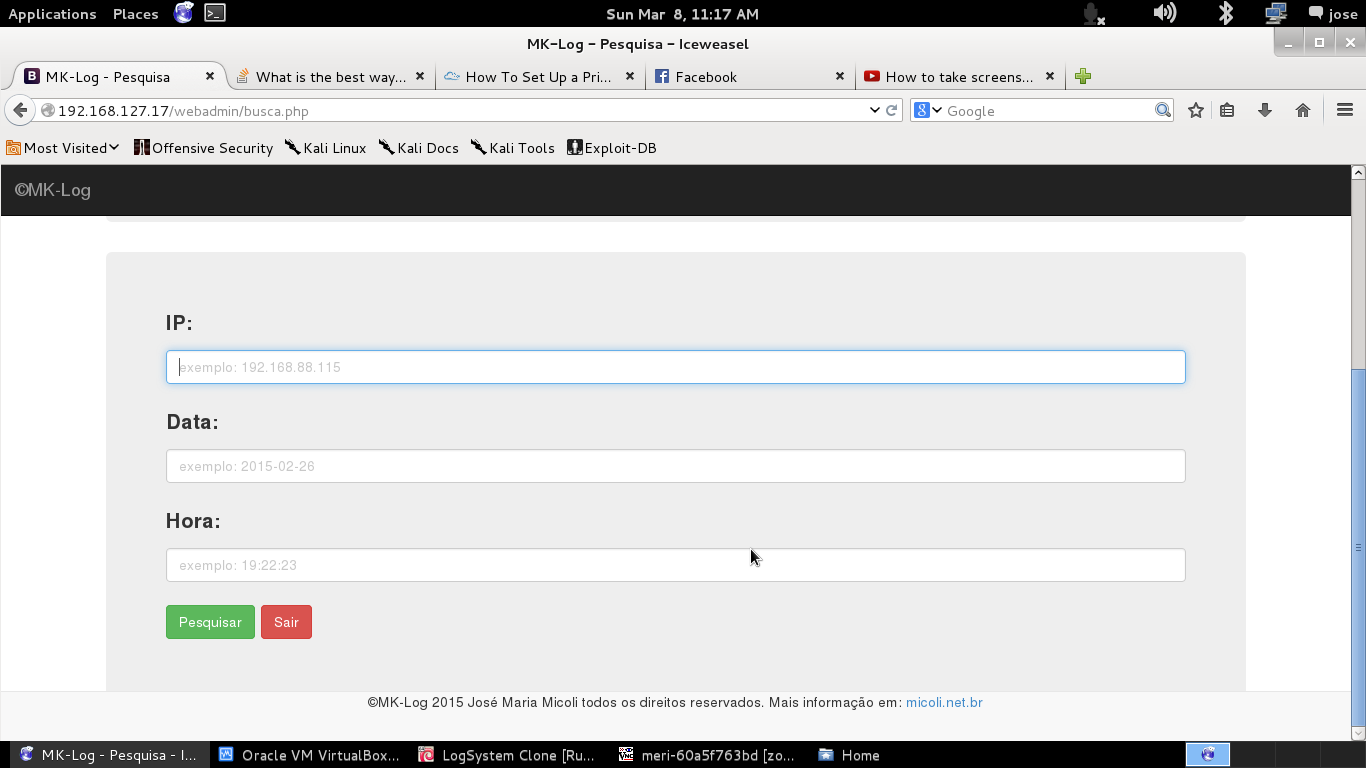 Applications Places Sun Mar 8, 11:17 AM jose
MK-Log - Pesquisa - Iceweasel
MK-Log - Pesquisa What is the best way... How To Set Up a Pri... Facebook How to take screens...
192.168.127.17/webadmin/busca.php Google
Most Visited Offensive Security Kali Linux Kali Docs Kali Tools Exploit-DB
©MK-Log
IP:
exemplo: 192.168.88.115
Data:
exemplo: 2015-02-26
Hora:
exemplo: 19:22:23
Pesquisar Sair
©MK-Log 2015 José Maria Micoli todos os direitos reservados. Mais informação em: micoli.net.br
MK-Log - Pesquisa - I... Oracle VM VirtualBox... LogSystem Clone [Ru... meri-60a5f763bd [zo... Home